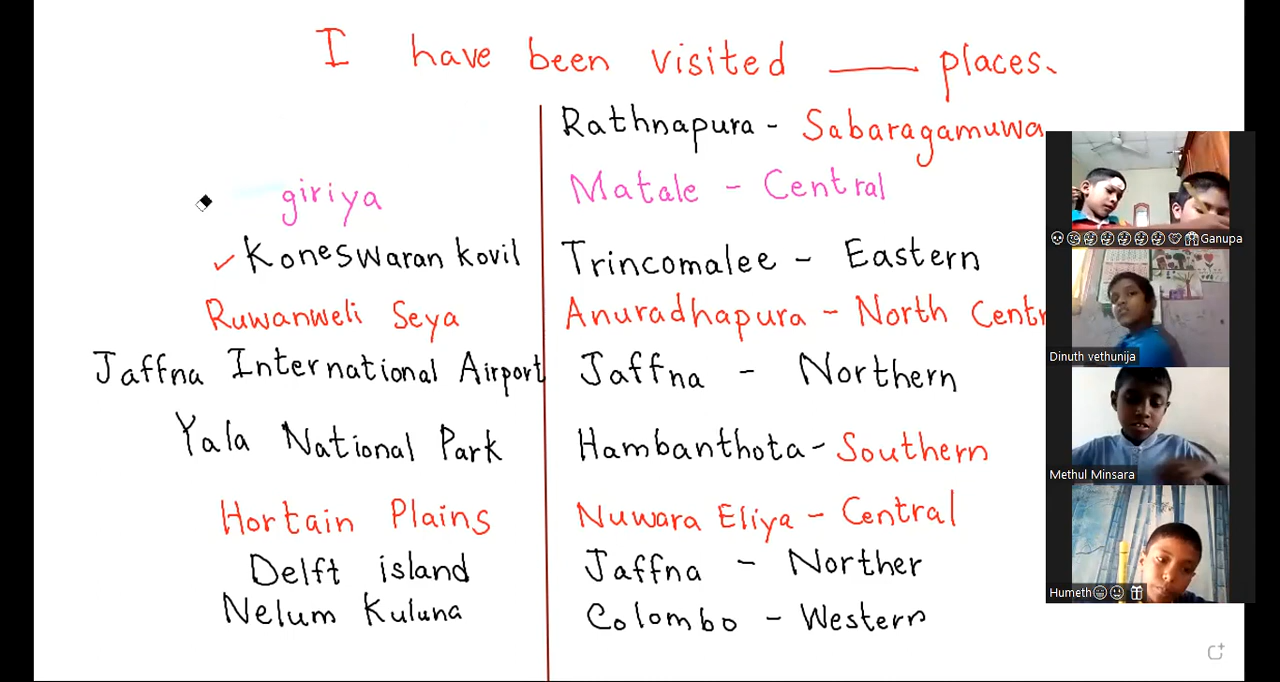 I have been visited ____ places.
Rathnapura - Sabaragamuwa
giriya Matale - Central
✓ Koneswaran kovil Trincomalee - Eastern
Ruwanweli Seya Anuradhapura - North Centr
Jaffna International Airport Jaffna - Northern
Yala National Park Hambanthota - Southern
Hortain Plains Nuwara Eliya - Central
Delft island Jaffna - Norther
Nelum Kuluna Colombo - Western
Ganupa
Dinuth vethunija
Methul Minsara
Humeth